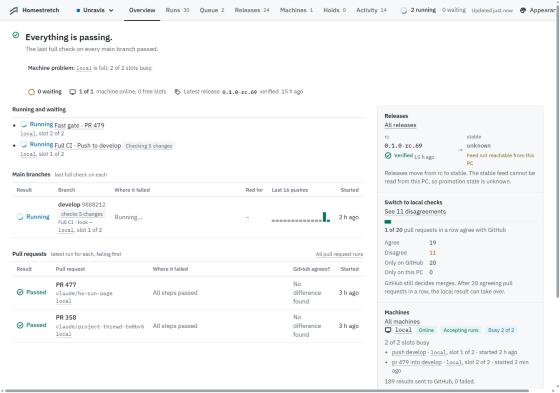 Homestretch
Unravis
Overview
Runs 30
Queue 2
Releases 24
Machines 1
Holds 0
Activity 14
2 running · 0 waiting
Updated just now
Appearan
Everything is passing.
The last full check on every main branch passed.
Machine problem: local is full: 2 of 2 slots busy.
0 waiting
1 of 1 machine online, 0 free slots
Latest release 0.1.0-rc.69 verified 15 h ago
Running and waiting
Running Fast gate · PR 479
local, slot 2 of 2
Running Full CI · Push to develop Checking 5 changes
local, slot 1 of 2
Main branches last full check on each
Result Branch Where it failed Red for Last 16 pushes Started
Running
develop 9888212
checks 5 changes
Full CI · took —
local, slot 1 of 2
Running…
–
2 h ago
Pull requests latest run for each, failing first
All pull request runs
Result Pull request Where it failed GitHub agrees? Started
Passed
PR 477
claude/hs-run-page
local
All steps passed
No
difference
found
3 h ago
Passed
PR 358
local
All steps passed
No
difference
found
3 h ago
Releases
All releases
rc
0.1.0-rc.69
Verified 15 h ago
→
stable
unknown
Feed not reachable from this
PC
Releases move from rc to stable. The stable feed cannot be
read from this PC, so promotion state is unknown.
Switch to local checks
See 11 disagreements
1 of 20 pull requests in a row agree with GitHub
Agree 19
Disagree 11
Only on GitHub 20
Only on this PC 0
GitHub still decides merges. After 20 agreeing pull
requests in a row, the local result can take over.
Machines
All machines
local Online Accepting runs Busy 2 of 2
2 of 2 slots busy
push develop · local, slot 1 of 2 · started 2 h
ago
pr 479 into develop · local, slot 2 of 2 · started 2 min
ago
189 results sent to GitHub, 0 failed.